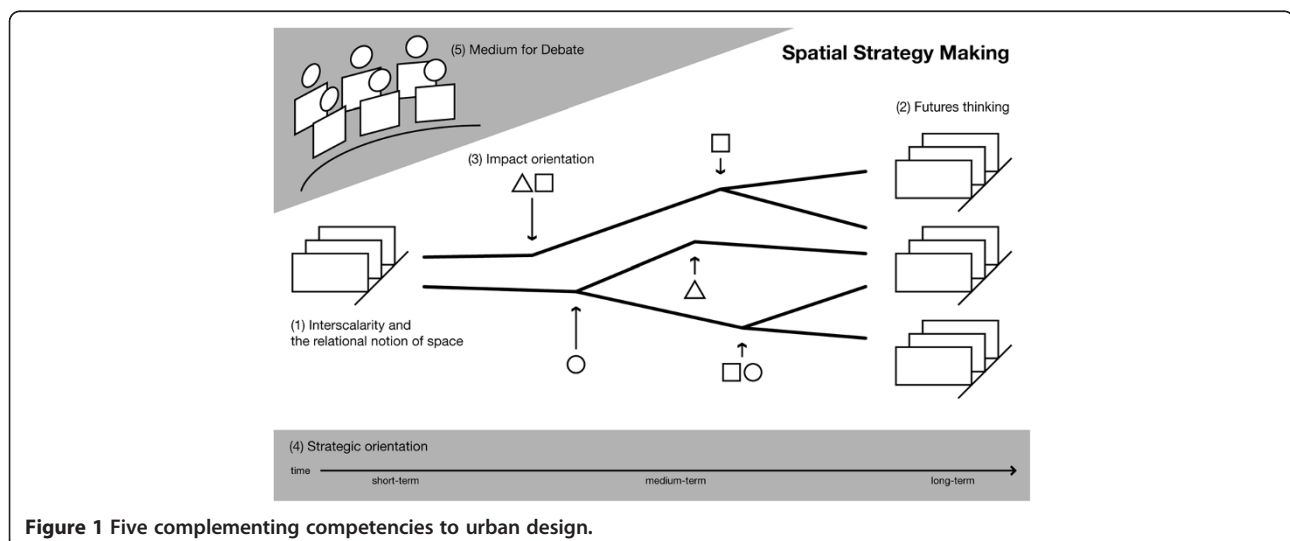 (5) Medium for Debate
Spatial Strategy Making
(2) Futures thinking
(3) Impact orientation
(1) Interscalarity and
the relational notion of space
(4) Strategic orientation
time
short-term
medium-term
long-term
Figure 1 Five complementing competencies to urban design.